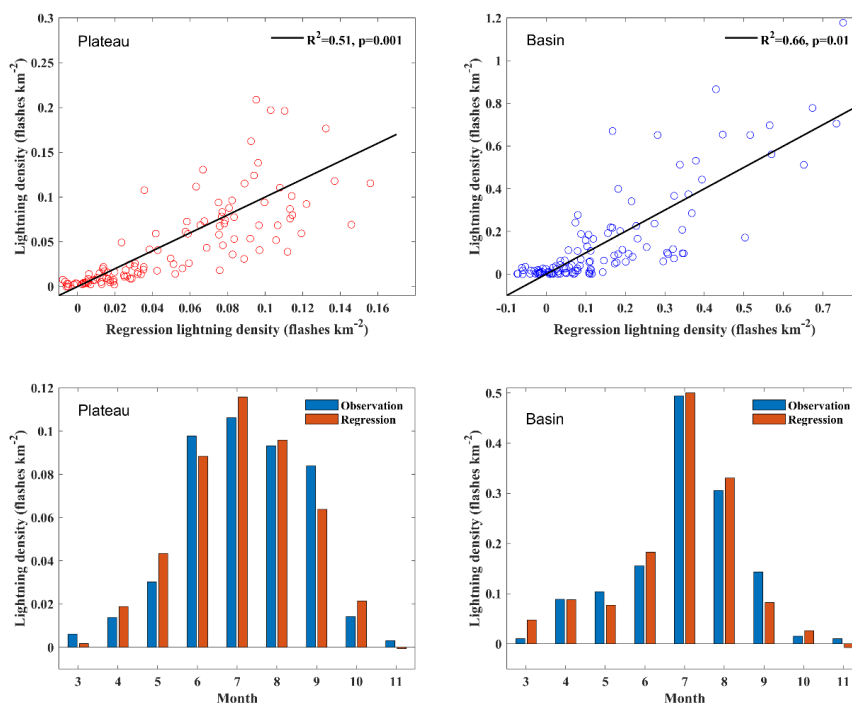 Plateau
R²=0.51, p=0.001
Lightning density (flashes km⁻²)
0.3
0.25
0.2
0.15
0.1
0.05
0
0 0.02 0.04 0.06 0.08 0.1 0.12 0.14 0.16
Regression lightning density (flashes km⁻²)
Basin
R²=0.66, p=0.01
Lightning density (flashes km⁻²)
1.2
1
0.8
0.6
0.4
0.2
0
-0.1 0 0.1 0.2 0.3 0.4 0.5 0.6 0.7
Regression lightning density (flashes km⁻²)
Plateau
Observation
Regression
Lightning density (flashes km⁻²)
0.12
0.1
0.08
0.06
0.04
0.02
0
3 4 5 6 7 8 9 10 11
Month
Basin
Observation
Regression
Lightning density (flashes km⁻²)
0.5
0.4
0.3
0.2
0.1
0
3 4 5 6 7 8 9 10 11
Month